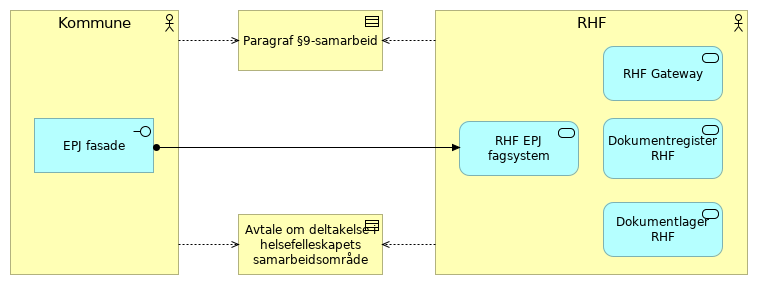 Kommune
Paragraf §9-samarbeid
RHF
RHF Gateway
EPJ fasade
RHF EPJ
fagsystem
Dokumentregister
RHF
Avtale om deltakelse i
helsefelleskapets
samarbeidsområde
Dokumentlager
RHF